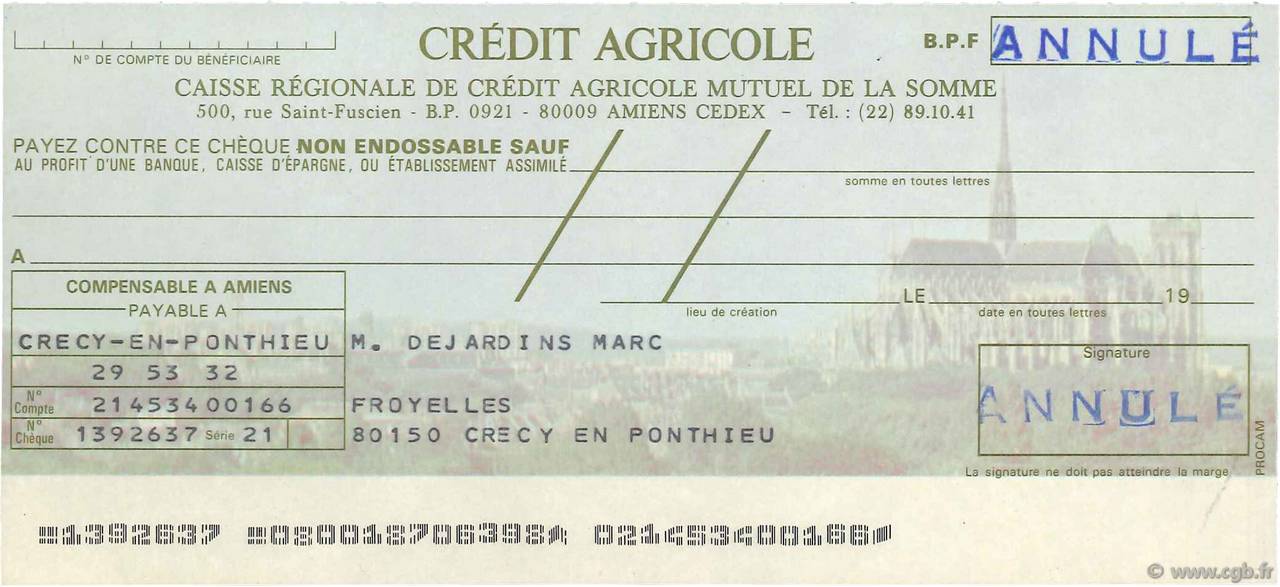 CRÉDIT AGRICOLE
B.P.F ANNULÉ
N° DE COMPTE DU BÉNÉFICIAIRE
CAISSE RÉGIONALE DE CRÉDIT AGRICOLE MUTUEL DE LA SOMME
500, rue Saint-Fuscien - B.P. 0921 - 80009 AMIENS CEDEX - Tél. : (22) 89.10.41
PAYEZ CONTRE CE CHÈQUE NON ENDOSSABLE SAUF
AU PROFIT D'UNE BANQUE, CAISSE D'ÉPARGNE, OU ÉTABLISSEMENT ASSIMILÉ
somme en toutes lettres
A
COMPENSABLE A AMIENS
PAYABLE A
CRECY-EN-PONTHIEU
29 53 32
N° Compte 21453400166
N° Chèque 1392637 Série 21
LE 19
lieu de création
date en toutes lettres
M. DEJARDINS MARC
FROYELLES
80150 CRECY EN PONTHIEU
Signature
ANNULÉ
La signature ne doit pas atteindre la marge
PROCAM
1392637 080018706398 021453400166
© www.cgb.fr